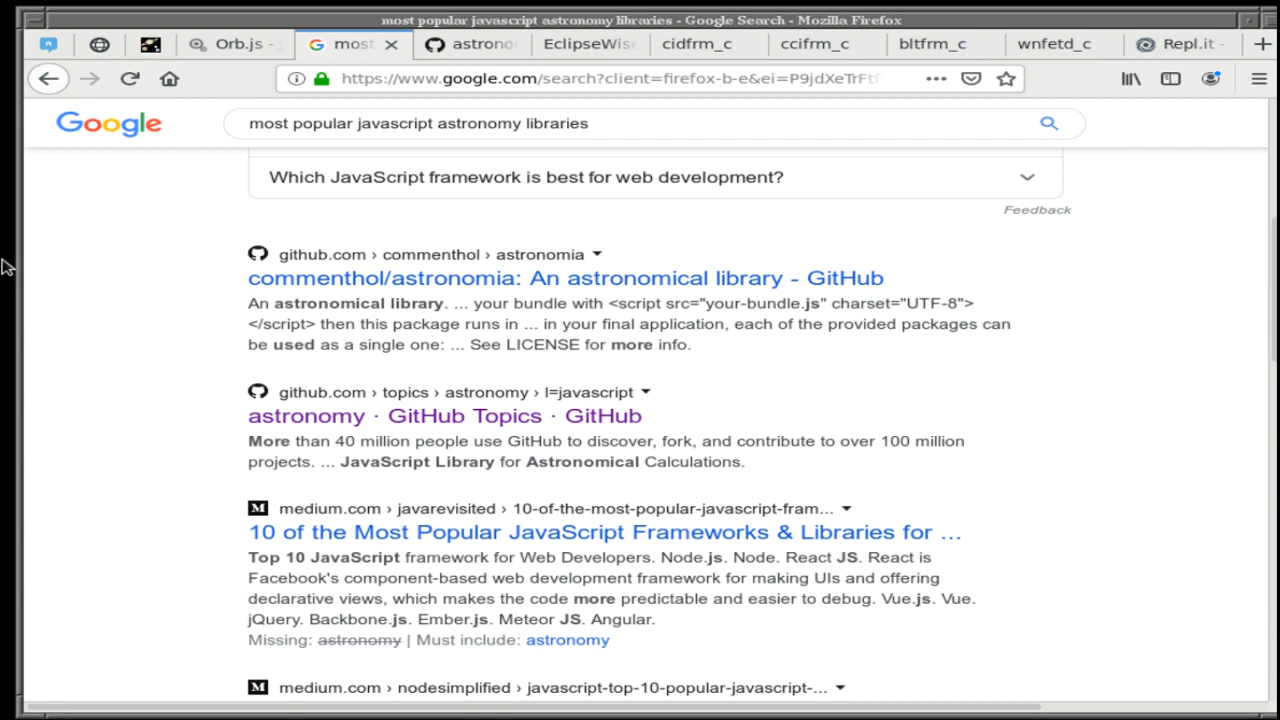 most popular javascript astronomy libraries - Google Search - Mozilla Firefox
Orb.js -
most
astrono
EclipseWis
cidfrm_c
ccifrm_c
bltfrm_c
wnfetd_c
Repl.it -
https://www.google.com/search?client=firefox-b-e&ei=P9jdXeTrFt
Google
most popular javascript astronomy libraries
Which JavaScript framework is best for web development?
Feedback
github.com › commenthol › astronomia
commenthol/astronomia: An astronomical library - GitHub
An astronomical library. ... your bundle with <script src="your-bundle.js" charset="UTF-8">
</script> then this package runs in ... in your final application, each of the provided packages can
be used as a single one: ... See LICENSE for more info.
github.com › topics › astronomy › l=javascript
astronomy · GitHub Topics · GitHub
More than 40 million people use GitHub to discover, fork, and contribute to over 100 million
projects. ... JavaScript Library for Astronomical Calculations.
M medium.com › javarevisited › 10-of-the-most-popular-javascript-fram...
10 of the Most Popular JavaScript Frameworks & Libraries for ...
Top 10 JavaScript framework for Web Developers. Node.js. Node. React JS. React is
Facebook's component-based web development framework for making UIs and offering
declarative views, which makes the code more predictable and easier to debug. Vue.js. Vue.
jQuery. Backbone.js. Ember.js. Meteor JS. Angular.
Missing: astronomy | Must include: astronomy
M medium.com › nodesimplified › javascript-top-10-popular-javascript-...